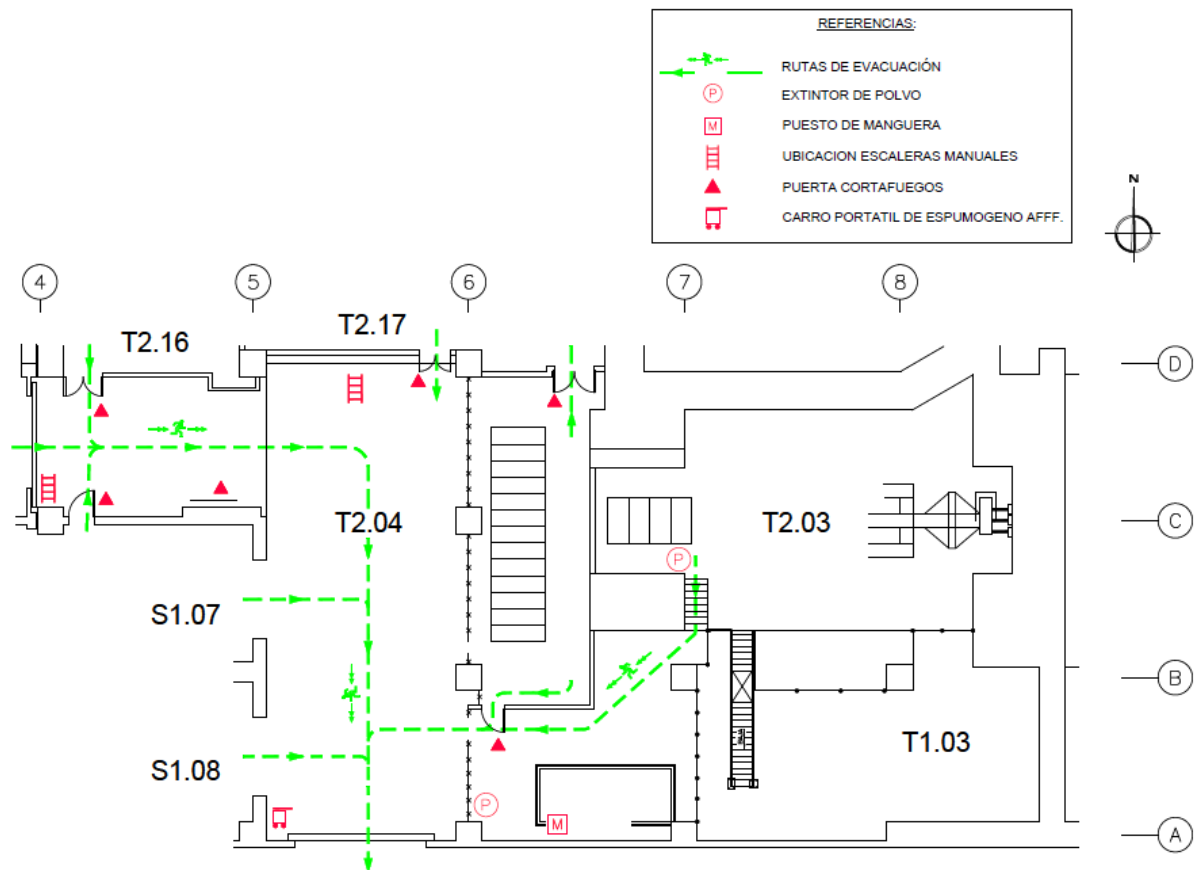 REFERENCIAS:
RUTAS DE EVACUACIÓN
P EXTINTOR DE POLVO
M PUESTO DE MANGUERA
UBICACION ESCALERAS MANUALES
PUERTA CORTAFUEGOS
CARRO PORTATIL DE ESPUMOGENO AFFF.
N
4 5 6 7 8
T2.16 T2.17
D
T2.04 T2.03 C
P
S1.07
B
T1.03
S1.08
P
M A